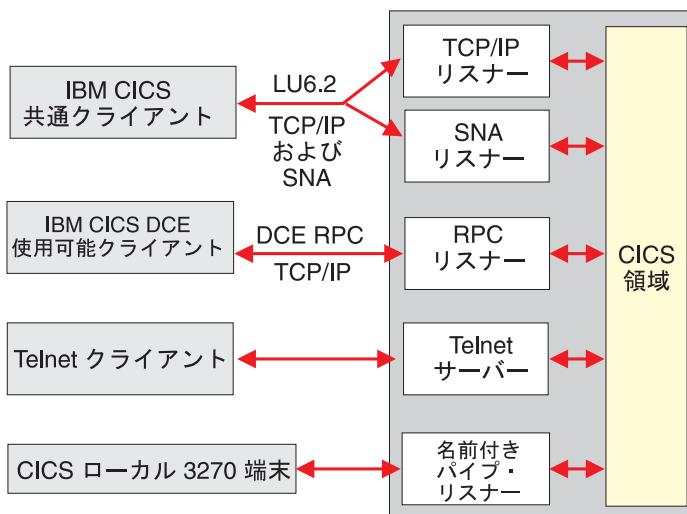 IBM CICS
共通クライアント
LU6.2
TCP/IP
および
SNA
TCP/IP
リスナー
SNA
リスナー
IBM CICS DCE
使用可能クライアント
DCE RPC
TCP/IP
RPC
リスナー
Telnet クライアント
Telnet
サーバー
CICS ローカル 3270 端末
名前付き
パイプ・
リスナー
CICS
領域